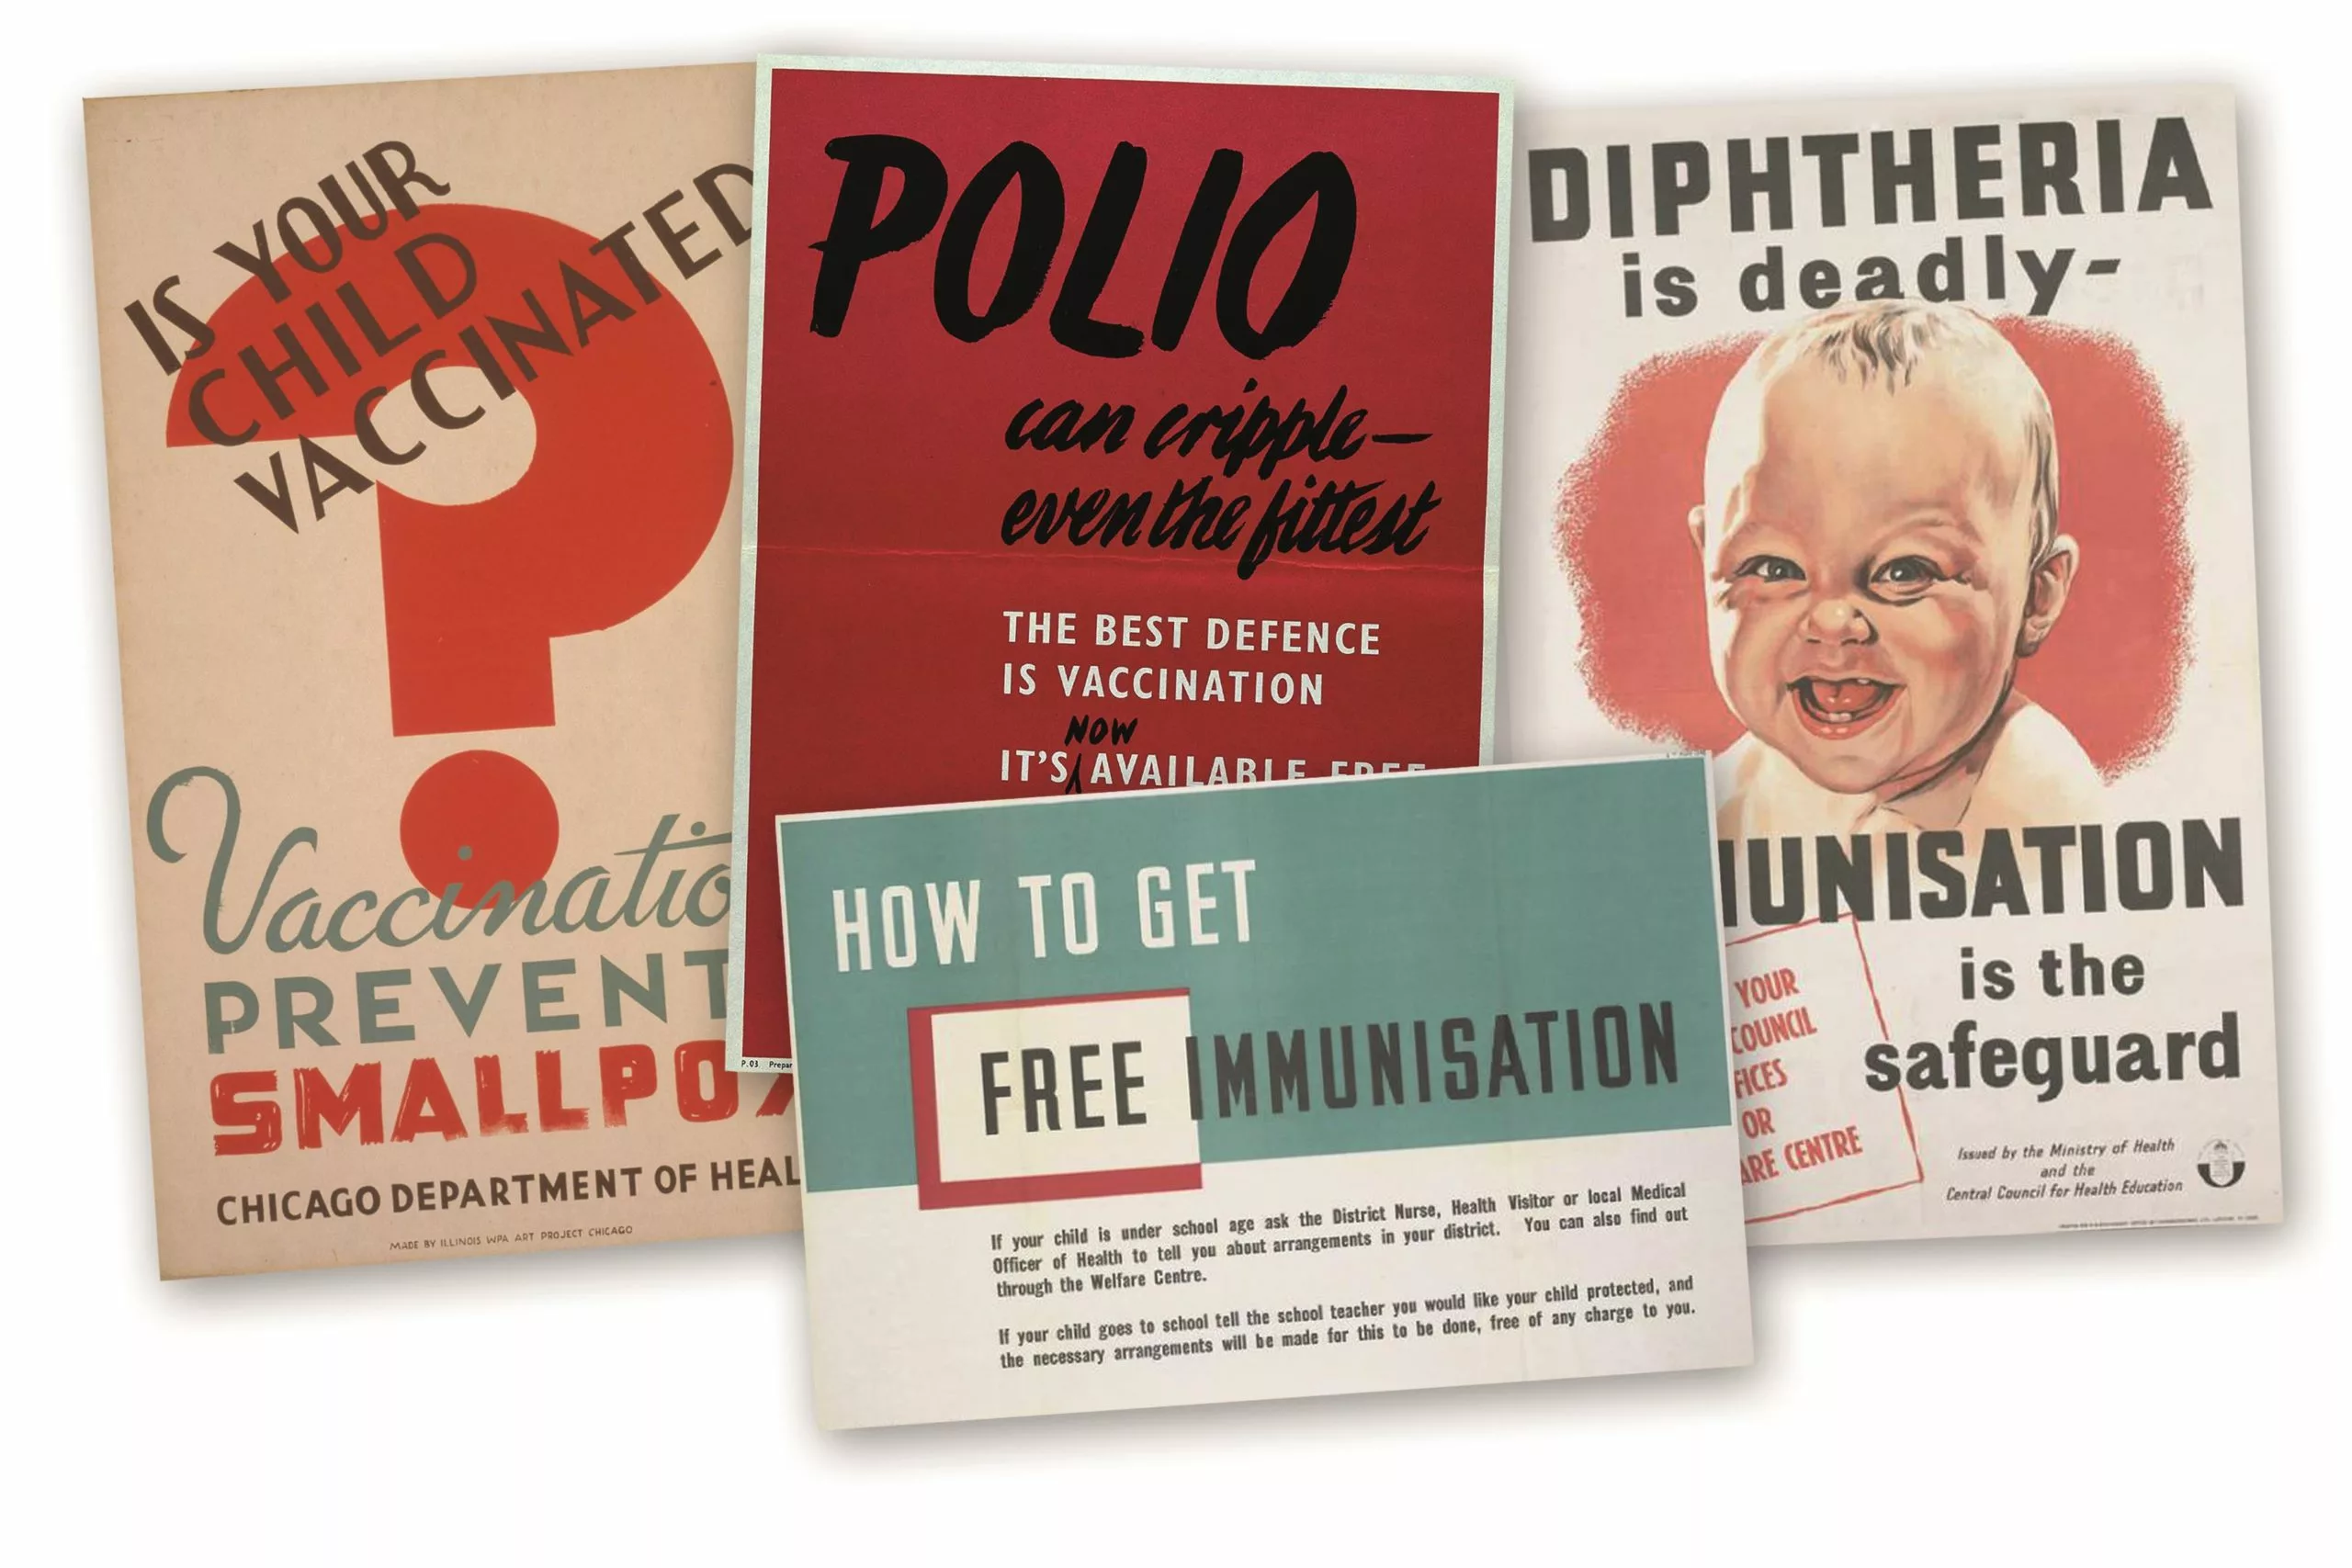 IS YOUR
CHILD
VACCINATED
Vaccinatio
PREVENT
SMALLPOX
CHICAGO DEPARTMENT OF HEAL
MADE BY ILLINOIS WPA ART PROJECT CHICAGO
POLIO
can cripple—
even the fittest
THE BEST DEFENCE
IS VACCINATION
NOW
IT'S AVAILABLE FREE
P.03 Prepar
HOW TO GET
FREE IMMUNISATION
If your child is under school age ask the District Nurse, Health Visitor or local Medical
Officer of Health to tell you about arrangements in your district. You can also find out
through the Welfare Centre.
If your child goes to school tell the school teacher you would like your child protected, and
the necessary arrangements will be made for this to be done, free of any charge to you.
DIPHTHERIA
is deadly-
MUNISATION
is the
safeguard
YOUR
COUNCIL
FICES
OR
ARE CENTRE
Issued by the Ministry of Health
and the
Central Council for Health Education